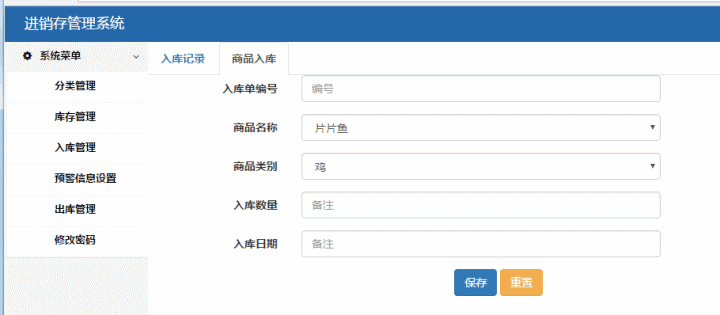 进销存管理系统
系统菜单
分类管理
库存管理
入库管理
预警信息设置
出库管理
修改密码
入库记录 商品入库
入库单编号 编号
商品名称 片片鱼
商品类别 鸡
入库数量 备注
入库日期 备注
保存 重置